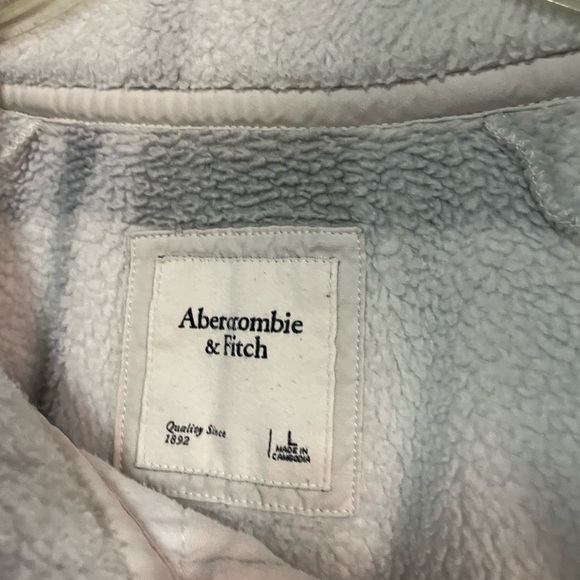 Abercrombie
& Fitch
Quality Since
1892
L
MADE IN
CAMBODIA